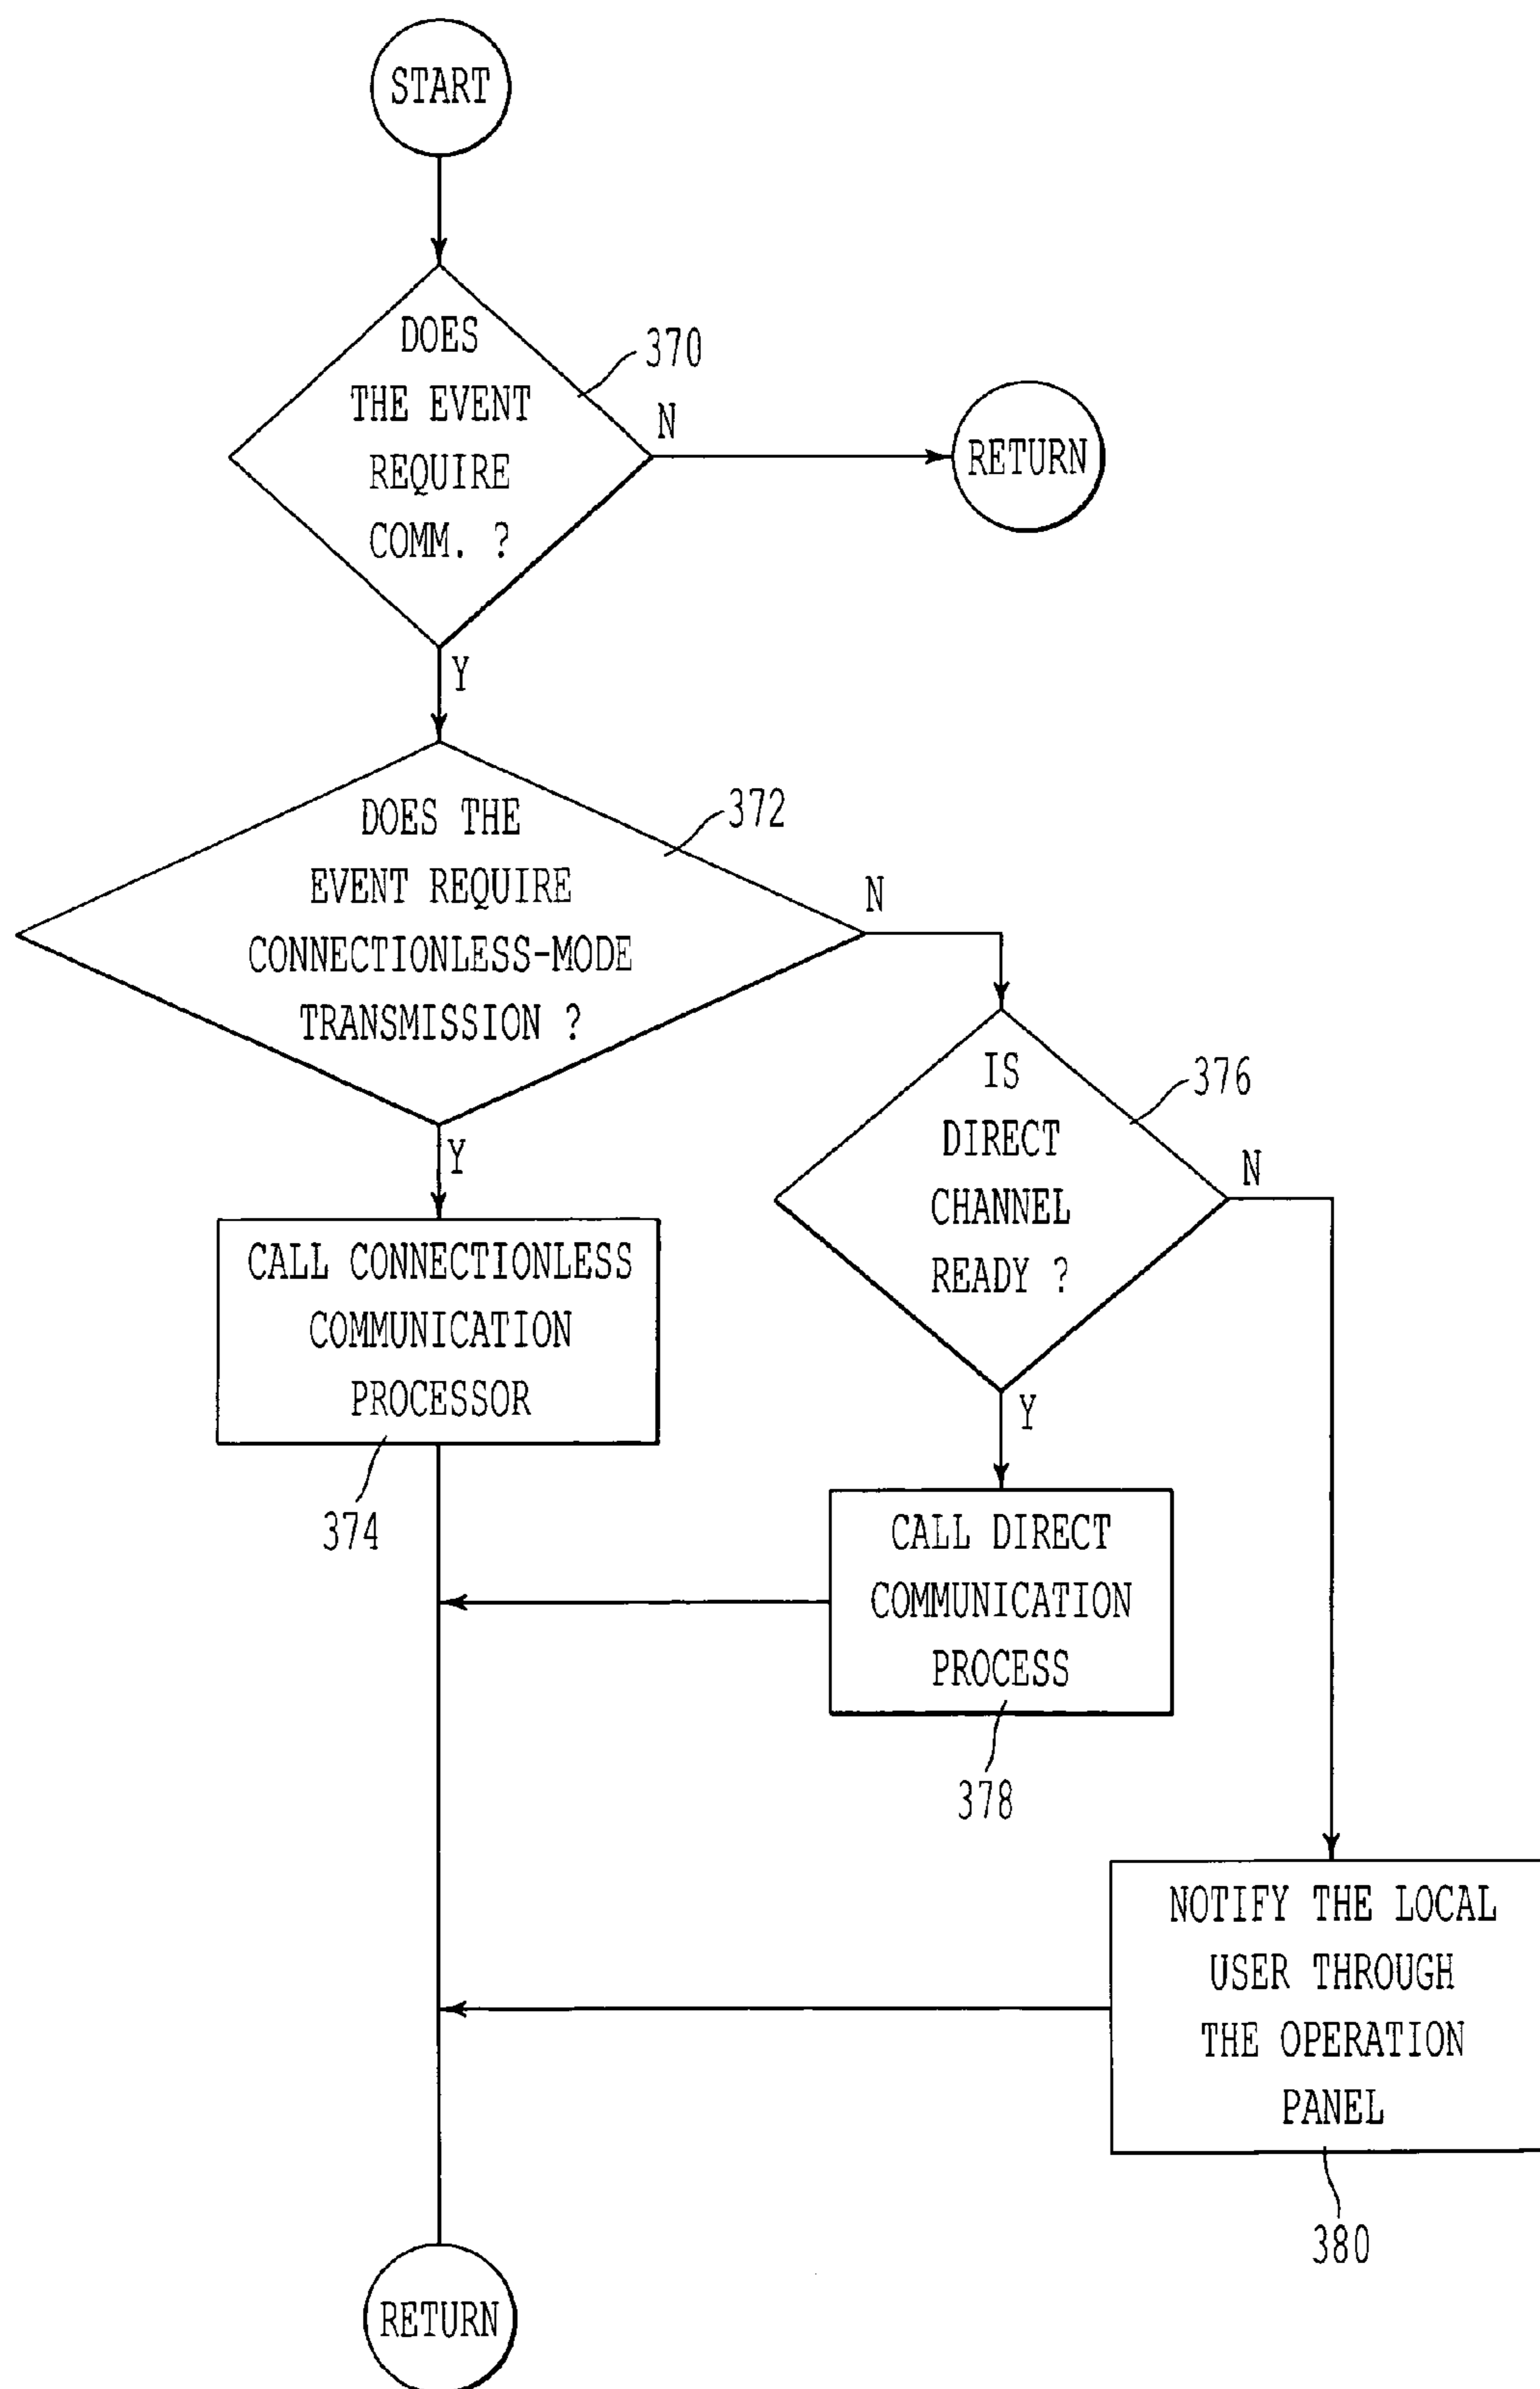 START
DOES
THE EVENT
REQUIRE
COMM. ?
370
N
RETURN
Y
DOES THE
EVENT REQUIRE
CONNECTIONLESS-MODE
TRANSMISSION ?
372
N
Y
IS
DIRECT
CHANNEL
READY ?
376
N
Y
CALL CONNECTIONLESS
COMMUNICATION
PROCESSOR
374
CALL DIRECT
COMMUNICATION
PROCESS
378
NOTIFY THE LOCAL
USER THROUGH
THE OPERATION
PANEL
380
RETURN